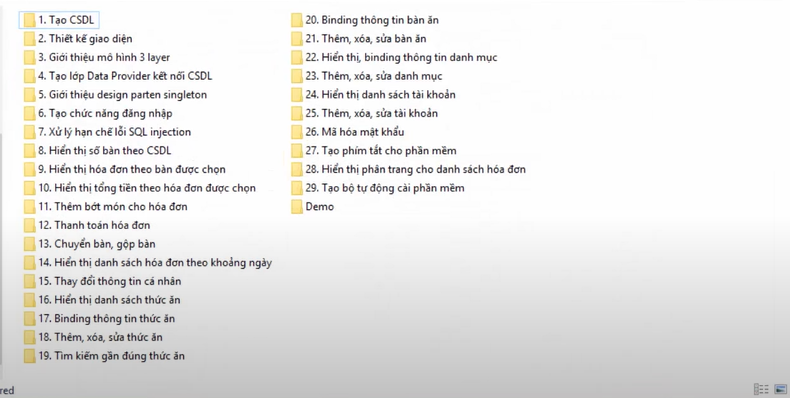 1. Tạo CSDL
2. Thiết kế giao diện
3. Giới thiệu mô hình 3 layer
4. Tạo lớp Data Provider kết nối CSDL
5. Giới thiệu design parten singleton
6. Tạo chức năng đăng nhập
7. Xử lý hạn chế lỗi SQL injection
8. Hiển thị số bàn theo CSDL
9. Hiển thị hóa đơn theo bàn được chọn
10. Hiển thị tổng tiền theo hóa đơn được chọn
11. Thêm bớt món cho hóa đơn
12. Thanh toán hóa đơn
13. Chuyển bàn, gộp bàn
14. Hiển thị danh sách hóa đơn theo khoảng ngày
15. Thay đổi thông tin cá nhân
16. Hiển thị danh sách thức ăn
17. Binding thông tin thức ăn
18. Thêm, xóa, sửa thức ăn
19. Tìm kiếm gần đúng thức ăn
20. Binding thông tin bàn ăn
21. Thêm, xóa, sửa bàn ăn
22. Hiển thị, binding thông tin danh mục
23. Thêm, xóa, sửa danh mục
24. Hiển thị danh sách tài khoản
25. Thêm, xóa, sửa tài khoản
26. Mã hóa mật khẩu
27. Tạo phím tắt cho phần mềm
28. Hiển thị phân trang cho danh sách hóa đơn
29. Tạo bộ tự động cài phần mềm
Demo
red